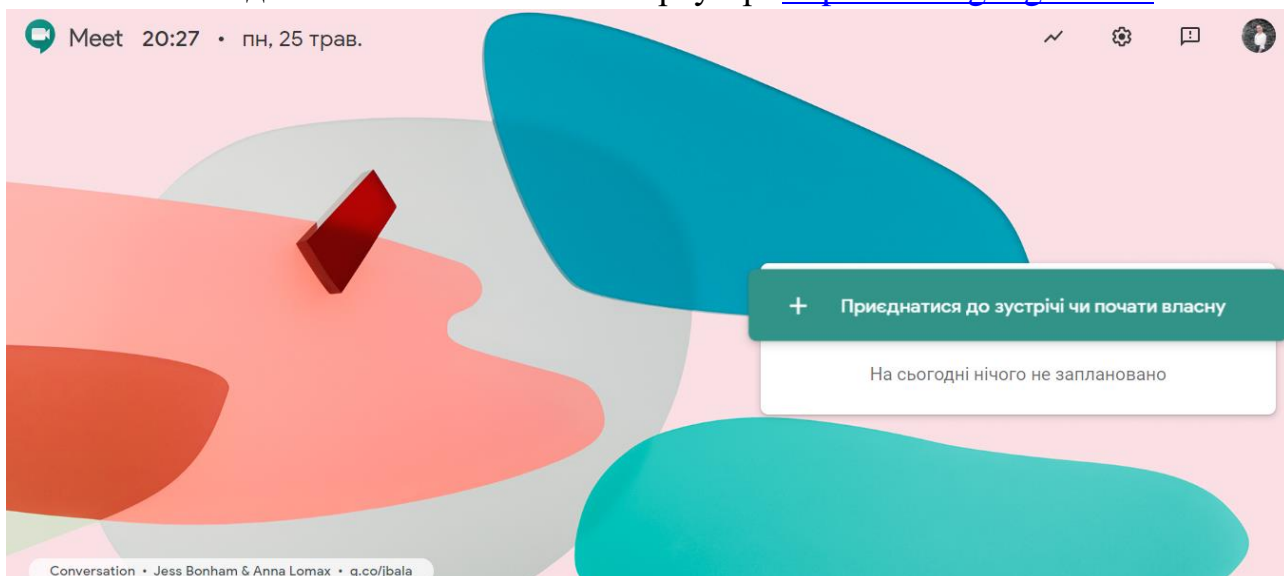 Meet 20:27 • пн, 25 трав.
+ Приєднатися до зустрічі чи почати власну
На сьогодні нічого не заплановано
Conversation • Jess Bonham & Anna Lomax • g.co/jbala